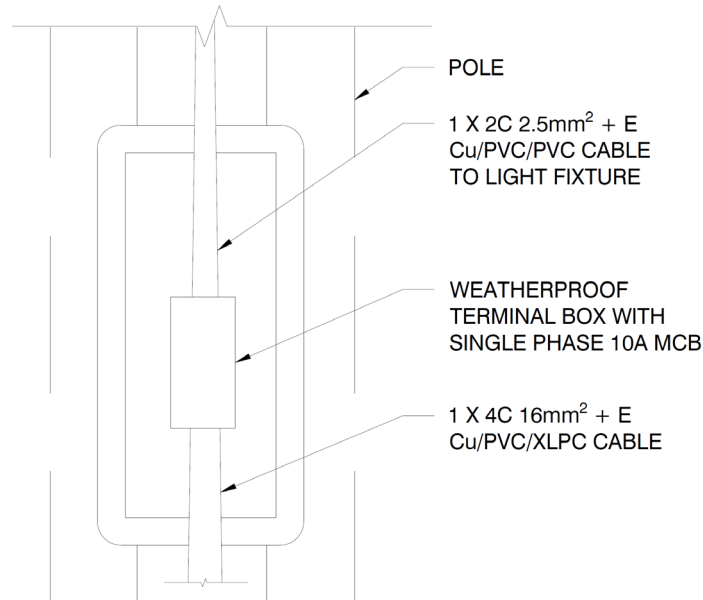 POLE
1 X 2C 2.5mm² + E
Cu/PVC/PVC CABLE
TO LIGHT FIXTURE
WEATHERPROOF
TERMINAL BOX WITH
SINGLE PHASE 10A MCB
1 X 4C 16mm² + E
Cu/PVC/XLPC CABLE